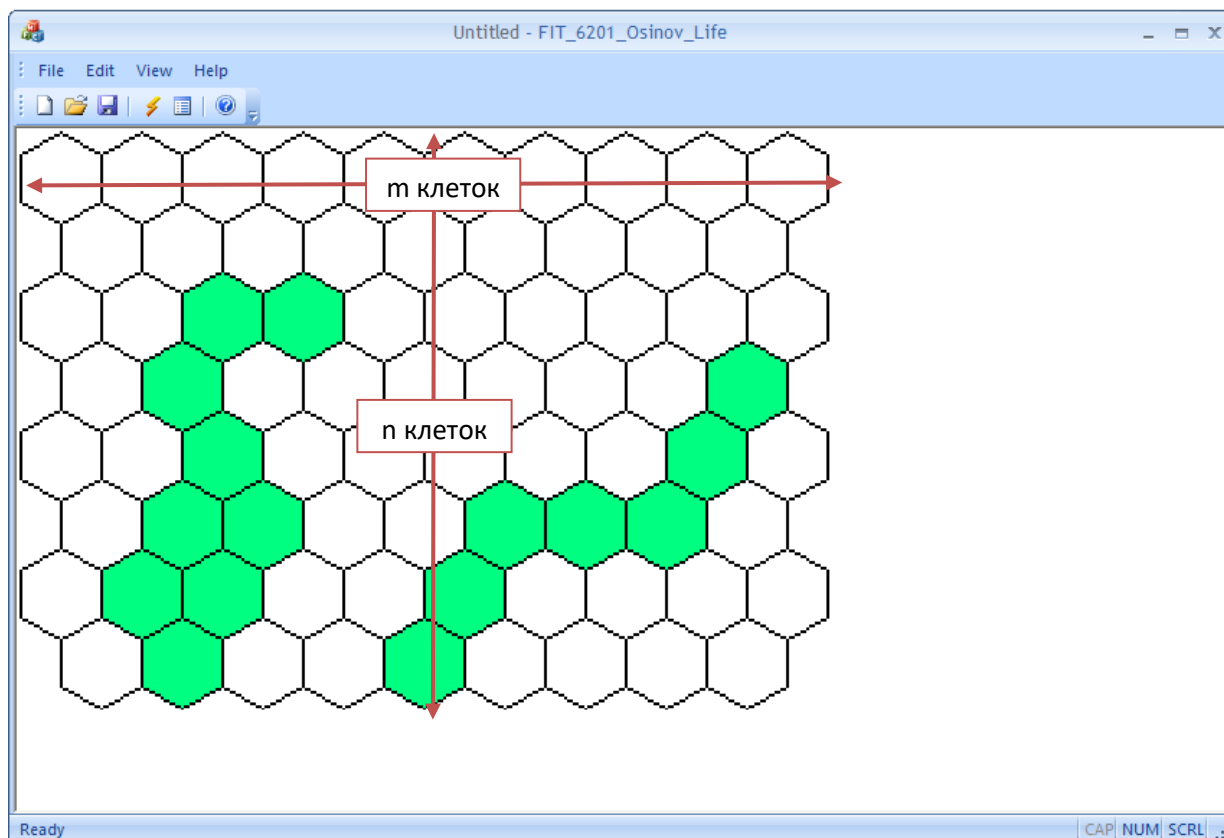 Untitled - FIT_6201_Osinov_Life
File Edit View Help
m клеток
n клеток
Ready
CAP NUM SCRL